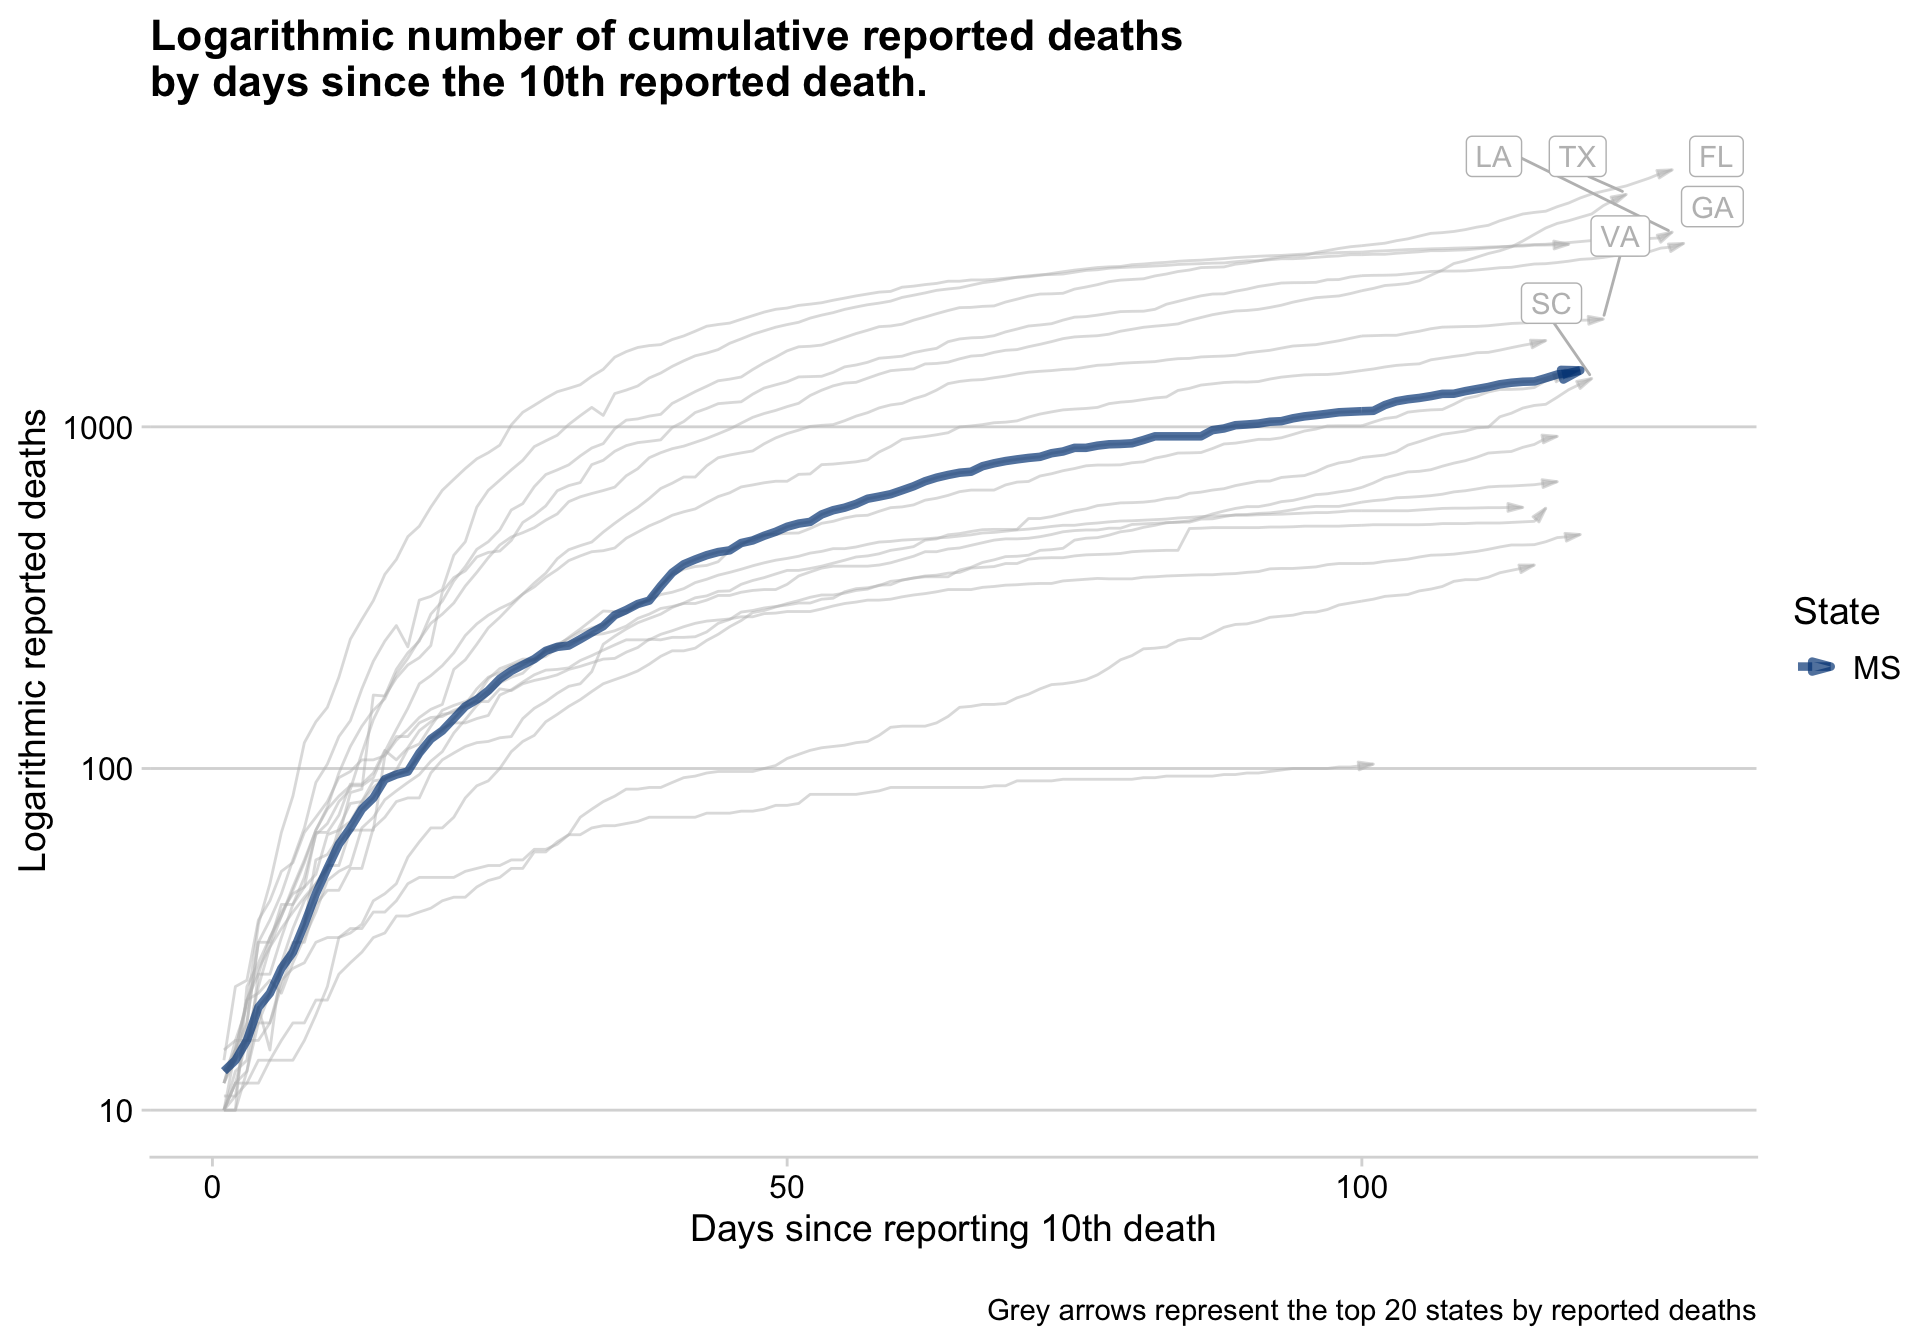 Logarithmic number of cumulative reported deaths
by days since the 10th reported death.
LA
TX
FL
GA
VA
SC
Logarithmic reported deaths
1000
100
10
State
MS
0
50
100
Days since reporting 10th death
Grey arrows represent the top 20 states by reported deaths